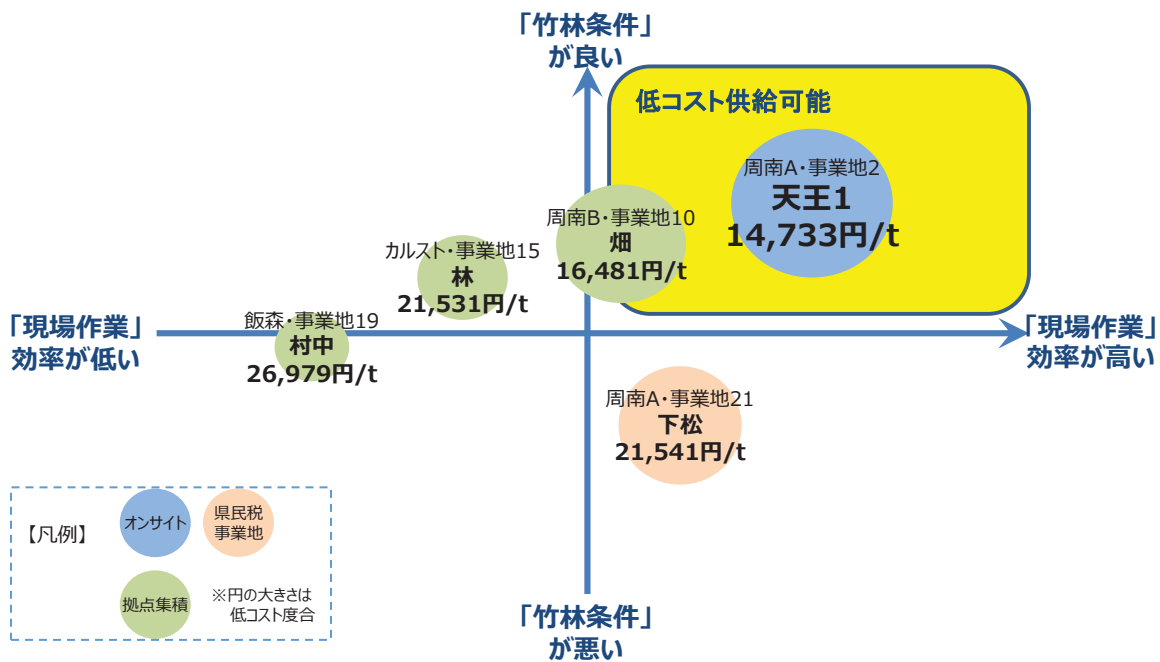 「竹林条件」
が良い
低コスト供給可能
周南A・事業地2
天王1
14,733円/t
周南B・事業地10
畑
16,481円/t
カルスト・事業地15
林
21,531円/t
飯森・事業地19
村中
26,979円/t
「現場作業」
効率が低い
「現場作業」
効率が高い
周南A・事業地21
下松
21,541円/t
【凡例】
オンサイト
県民税
事業地
拠点集積
※円の大きさは
低コスト度合
「竹林条件」
が悪い